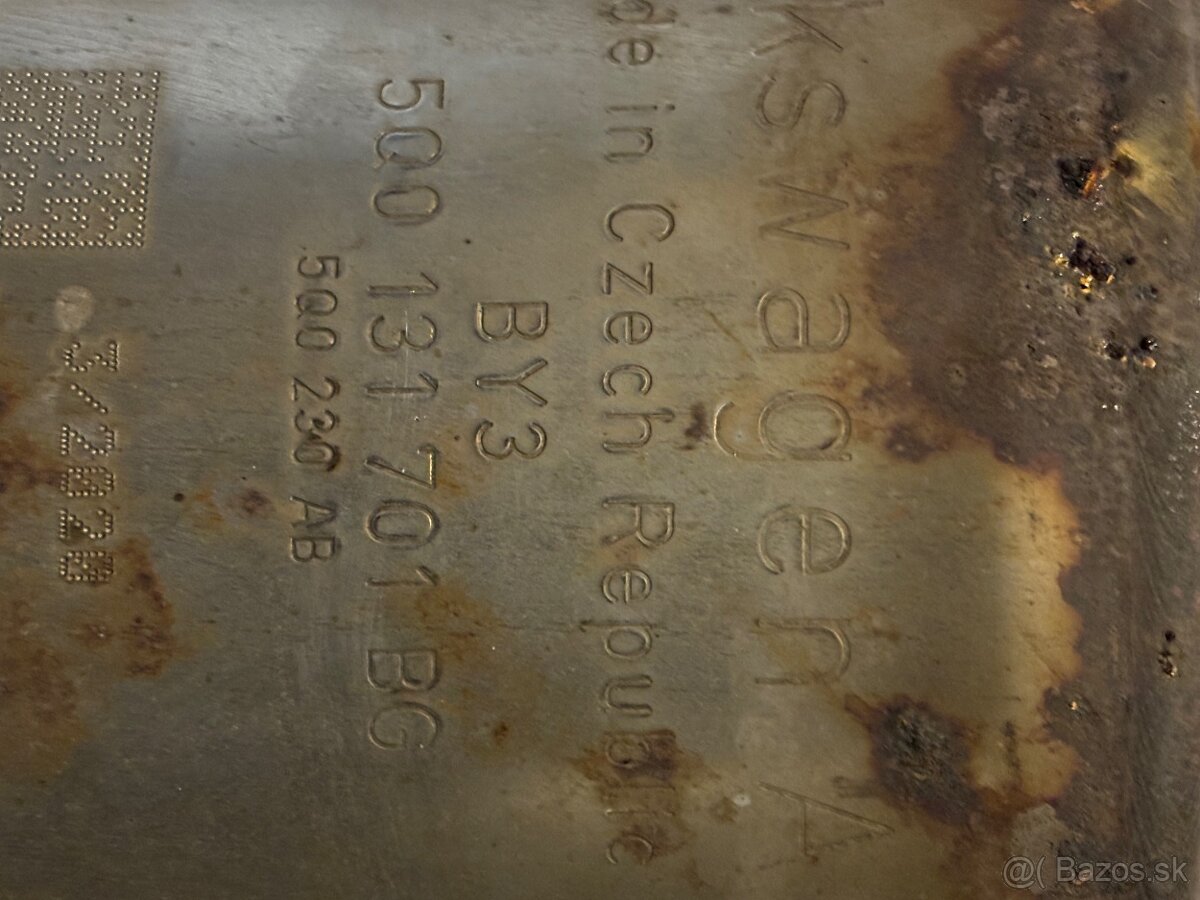 kswagen A
de in Czech Republic
BY3
5Q0 131 701 BG
5Q0 230 AB
3/2020
@( Bazos.sk